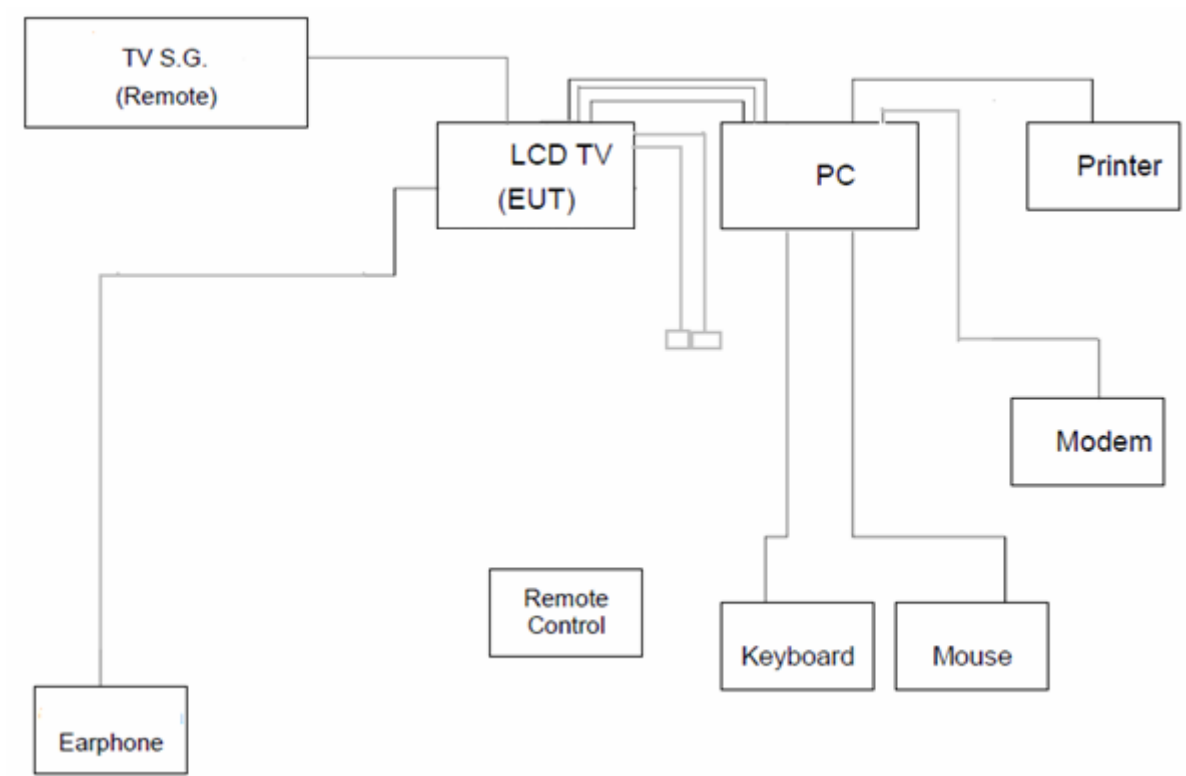 TV S.G.
(Remote)
LCD TV
(EUT)
PC
Printer
Modem
Remote
Control
Keyboard
Mouse
Earphone